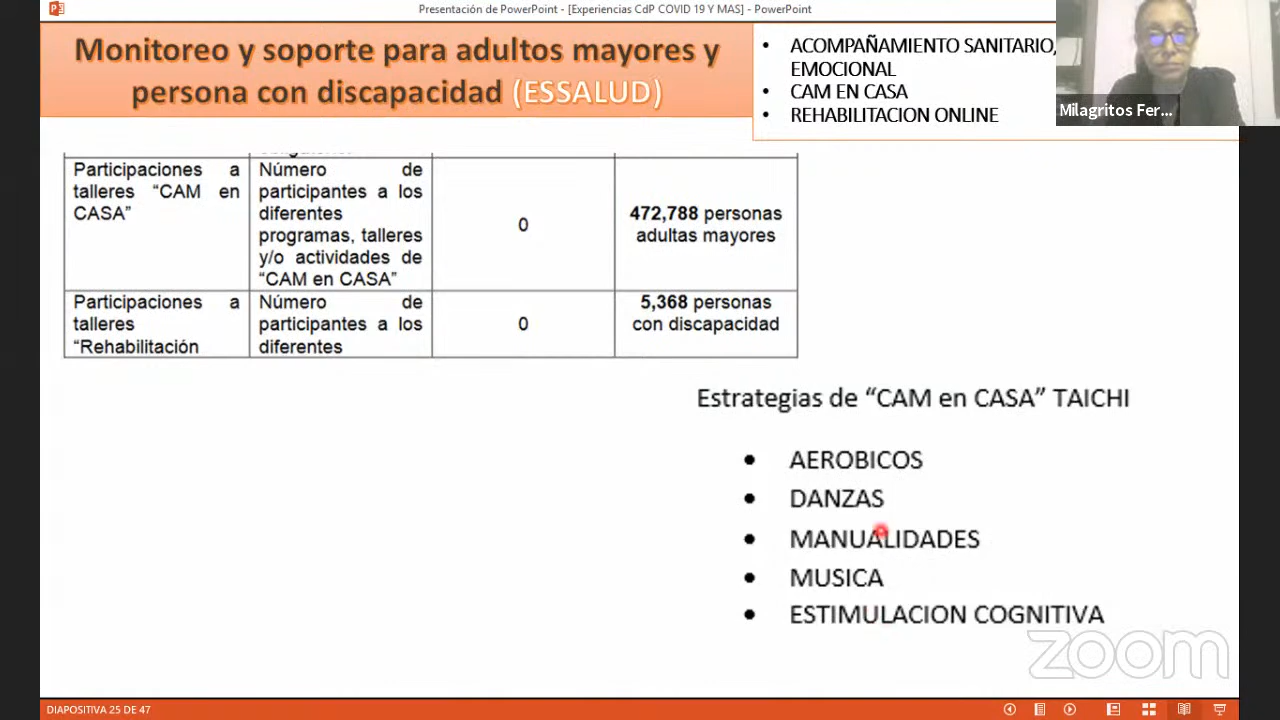 Presentación de PowerPoint - [Experiencias CdP COVID 19 Y MAS] - PowerPoint
Monitoreo y soporte para adultos mayores y
persona con discapacidad (ESSALUD)
• ACOMPAÑAMIENTO SANITARIO,
EMOCIONAL
• CAM EN CASA
• REHABILITACION ONLINE
Milagritos Fer...
Participaciones a
talleres “CAM en
CASA”
Número de
participantes a los
diferentes
programas, talleres
y/o actividades de
“CAM en CASA”
0
472,788 personas
adultas mayores
Participaciones a
talleres
“Rehabilitación
Número de
participantes a los
diferentes
0
5,368 personas
con discapacidad
Estrategias de “CAM en CASA” TAICHI
• AEROBICOS
• DANZAS
• MANUALIDADES
• MUSICA
• ESTIMULACION COGNITIVA
zoom
DIAPOSITIVA 25 DE 47